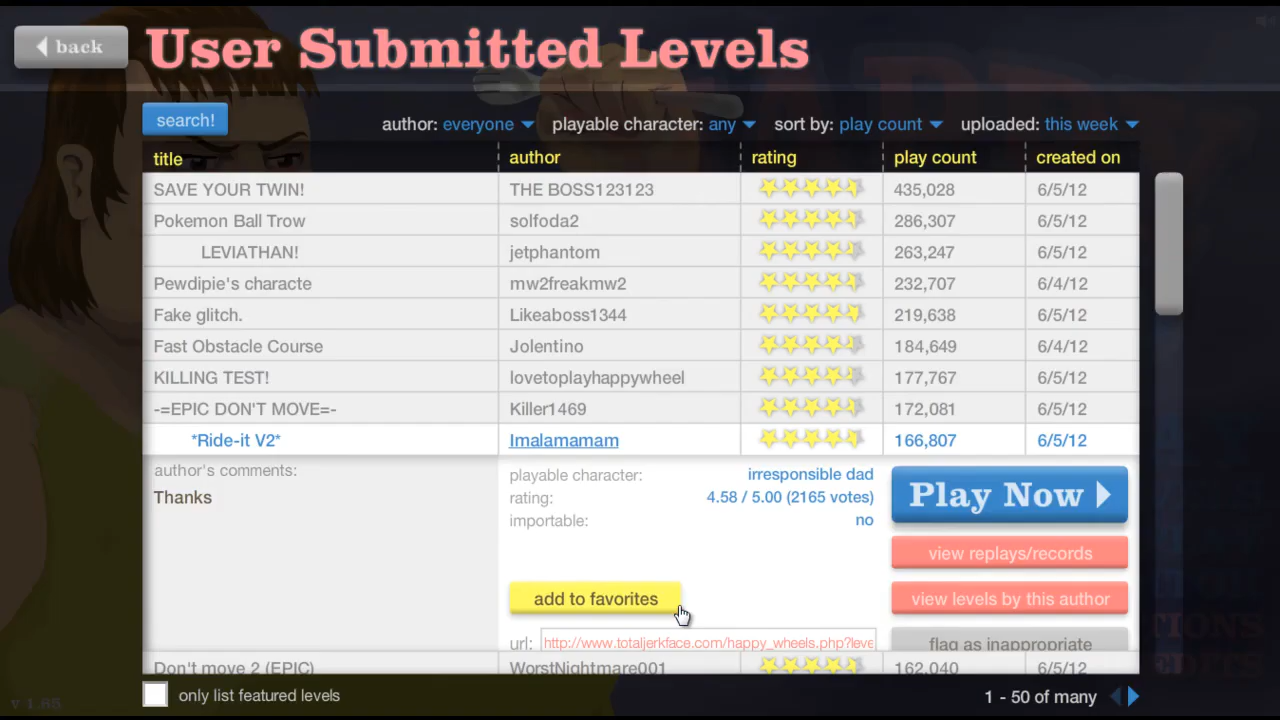 back
User Submitted Levels
search!
author: everyone playable character: any sort by: play count uploaded: this week
title author rating play count created on
SAVE YOUR TWIN! THE BOSS123123 435,028 6/5/12
Pokemon Ball Trow solfoda2 286,307 6/5/12
LEVIATHAN! jetphantom 263,247 6/5/12
Pewdipie's characte mw2freakmw2 232,707 6/4/12
Fake glitch. Likeaboss1344 219,638 6/5/12
Fast Obstacle Course Jolentino 184,649 6/4/12
KILLING TEST! lovetoplayhappywheel 177,767 6/5/12
-=EPIC DON'T MOVE=- Killer1469 172,081 6/5/12
*Ride-it V2* Imalamamam 166,807 6/5/12
author's comments:
Thanks
playable character: irresponsible dad
rating: 4.58 / 5.00 (2165 votes)
importable: no
Play Now
view replays/records
add to favorites
view levels by this author
url: http://www.totaljerkface.com/happy_wheels.php?leve
flag as inappropriate
Don't move 2 (EPIC) WorstNightmare001 162,040 6/5/12
only list featured levels
1 - 50 of many
v 1.65